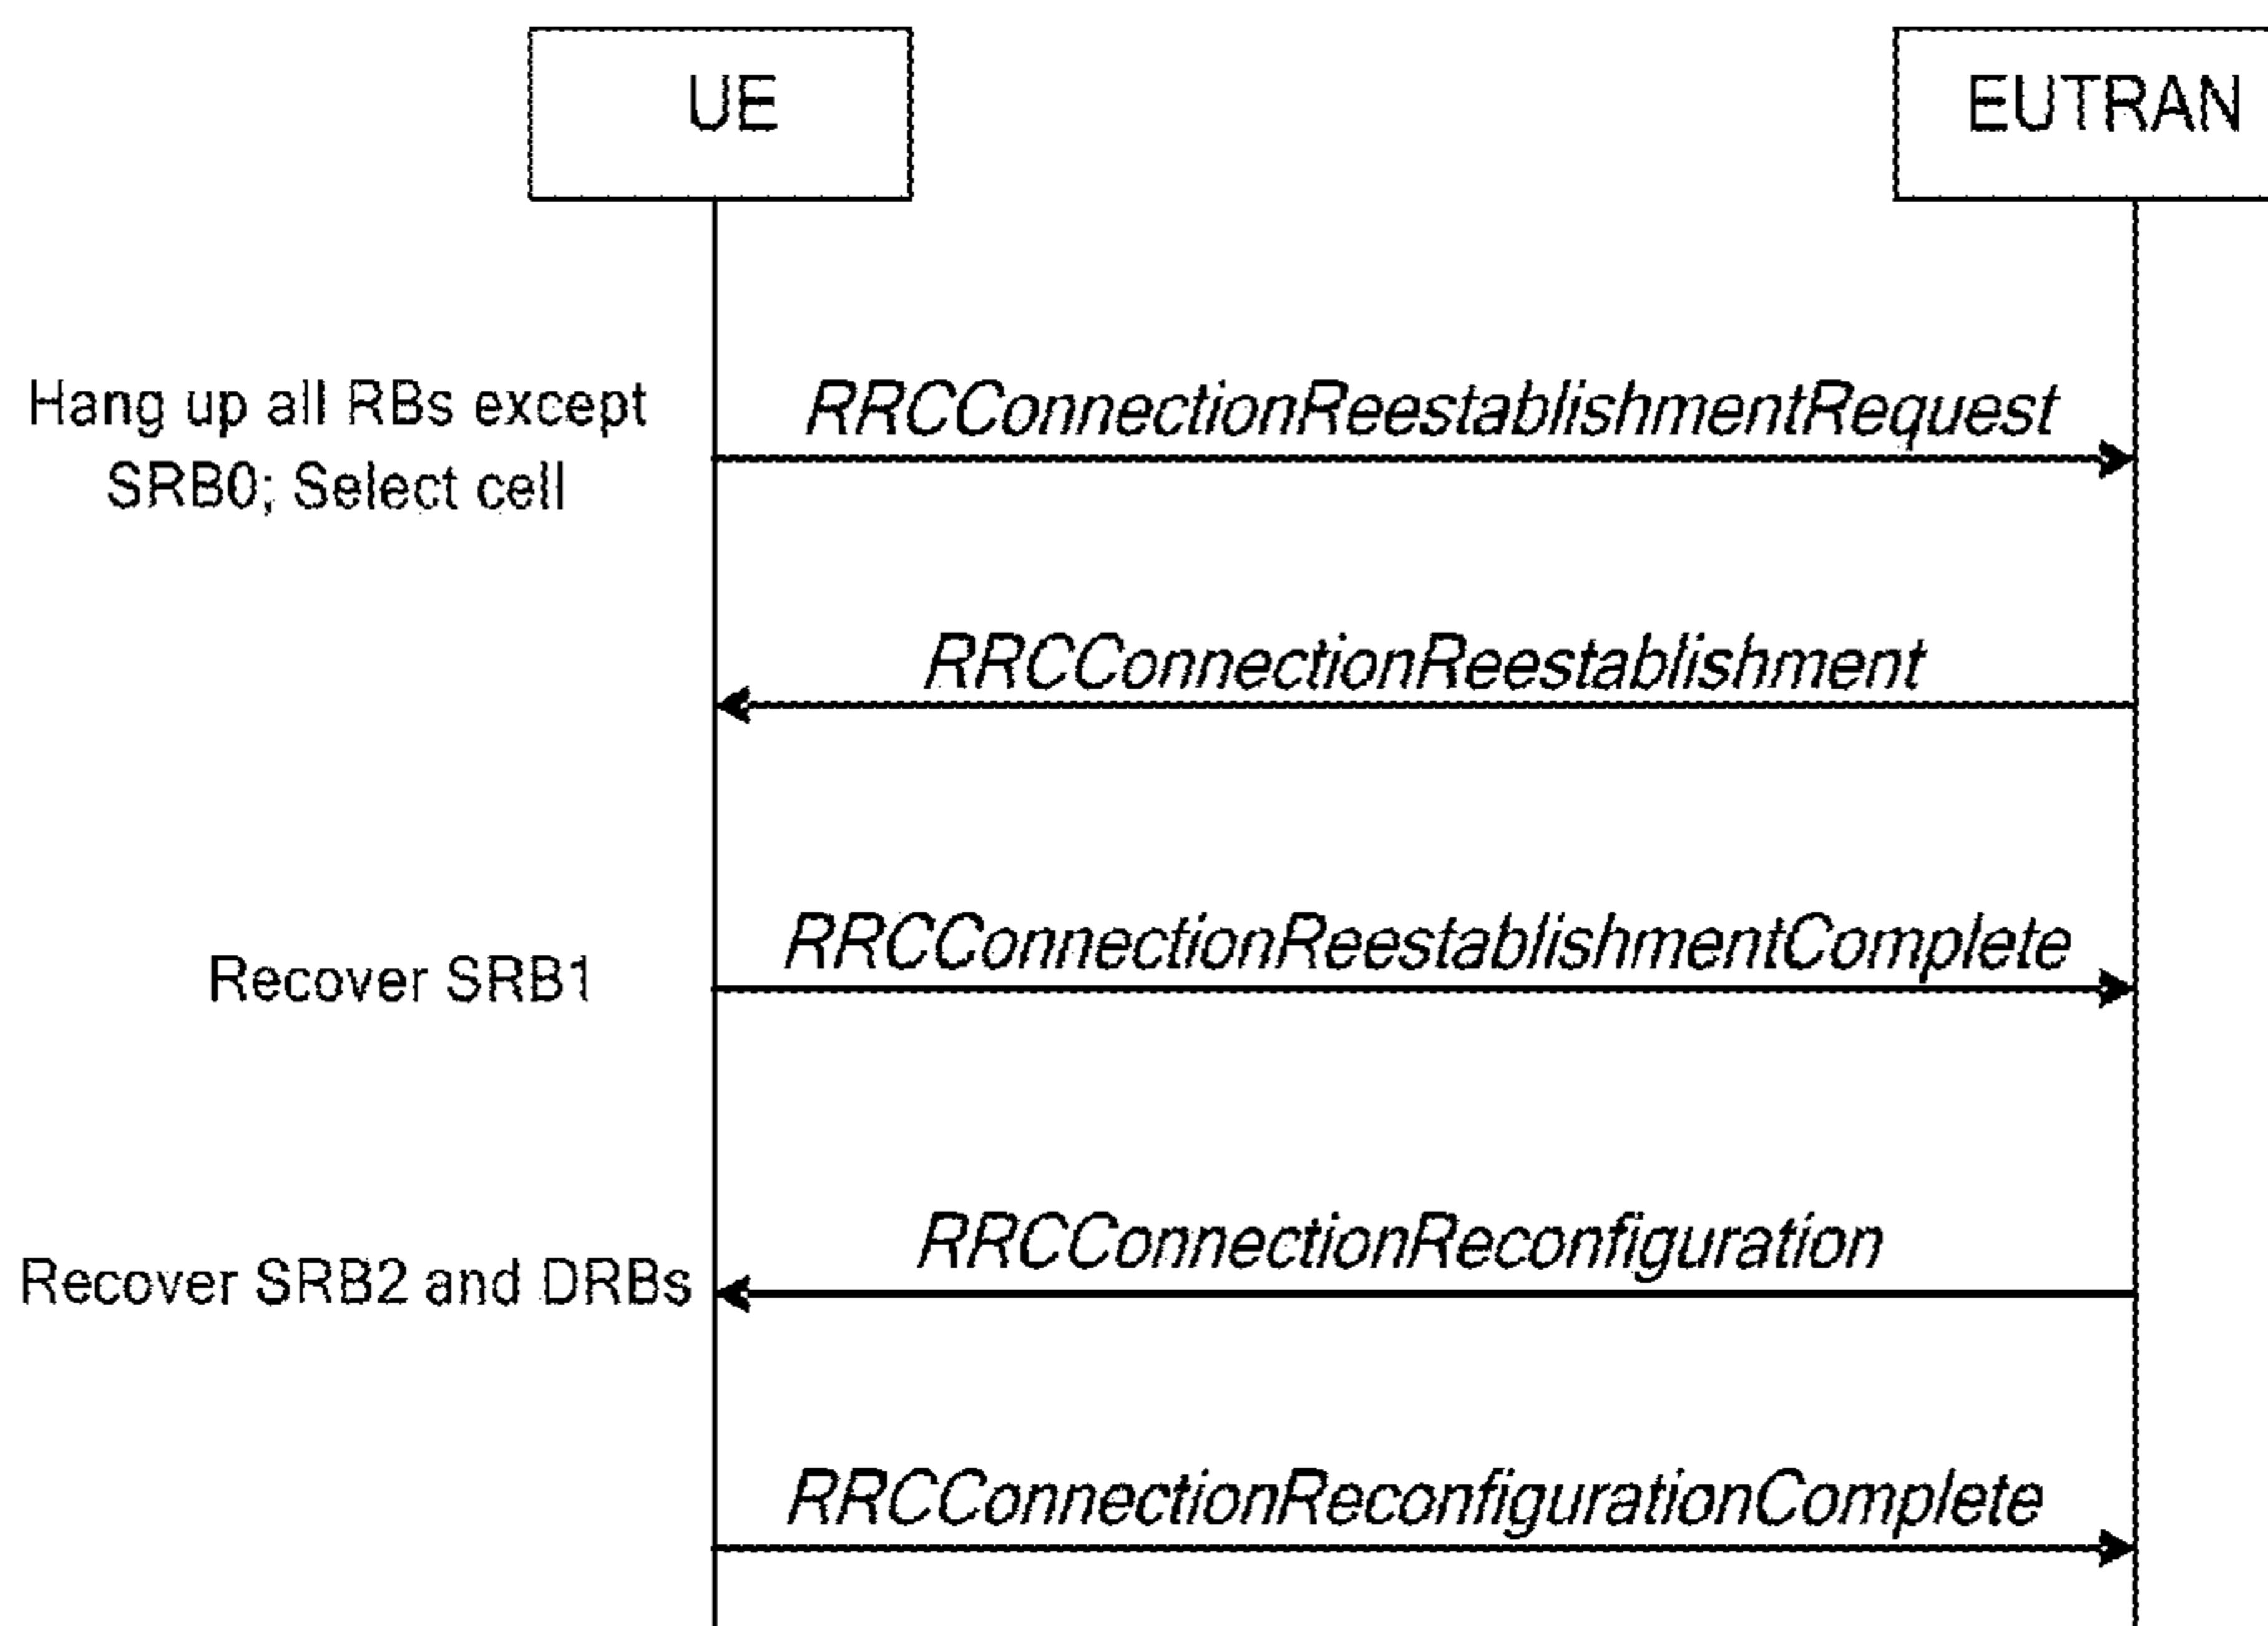 UE
EUTRAN
Hang up all RBs except
SRB0; Select cell
RRCConnectionReestablishmentRequest
RRCConnectionReestablishment
Recover SRB1
RRCConnectionReestablishmentComplete
Recover SRB2 and DRBs
RRCConnectionReconfiguration
RRCConnectionReconfigurationComplete